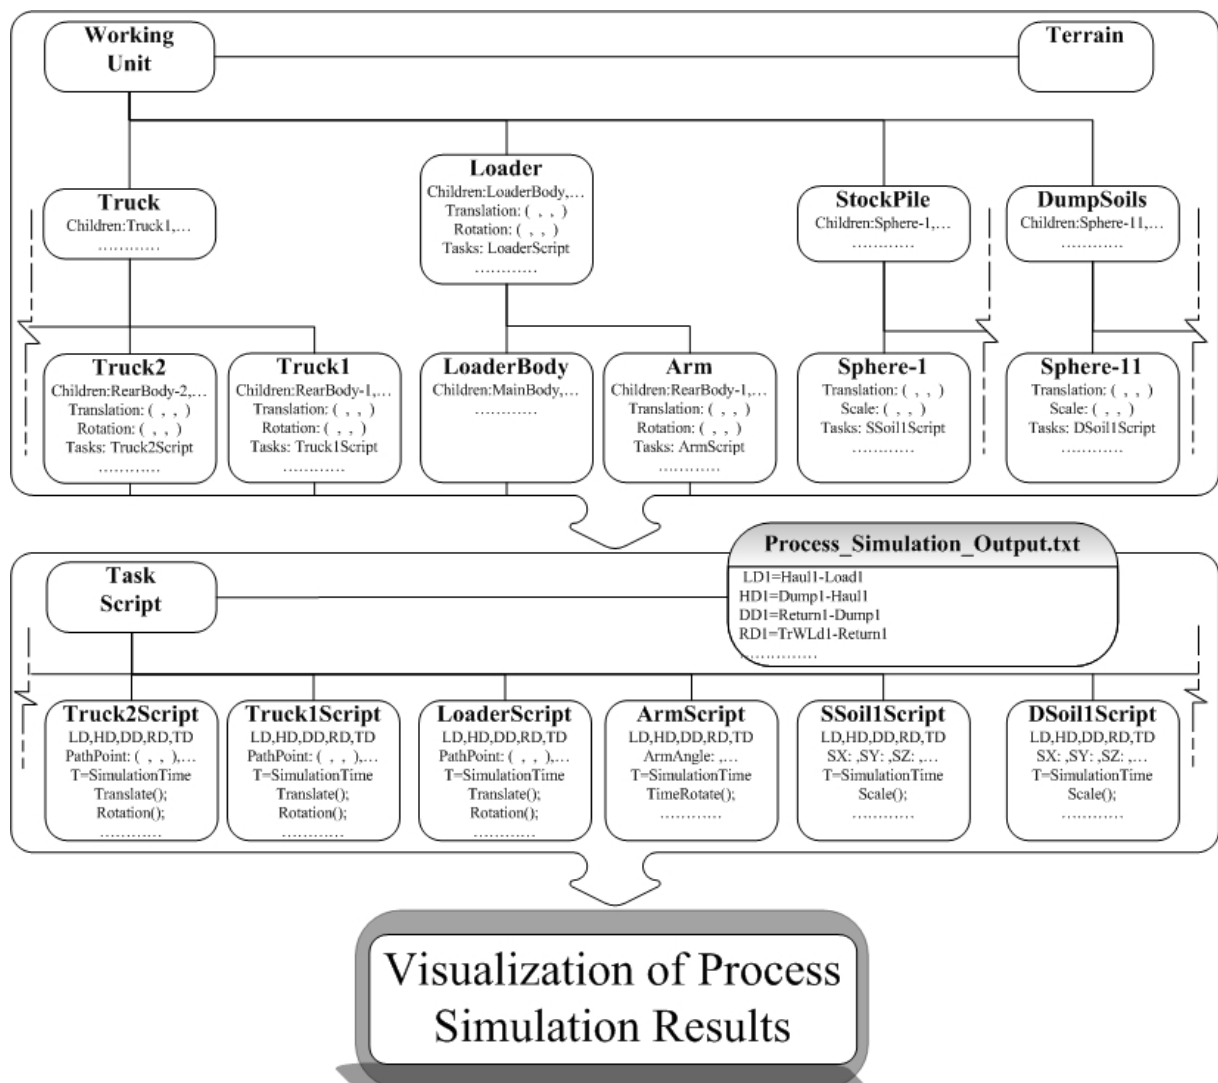 Working
Unit
Terrain
Truck
Children:Truck1,…
…………
Loader
Children:LoaderBody,…
Translation: ( , , )
Rotation: ( , , )
Tasks: LoaderScript
…………
StockPile
Children:Sphere-1,…
…………
DumpSoils
Children:Sphere-11,…
…………
Truck2
Children:RearBody-2,…
Translation: ( , , )
Rotation: ( , , )
Tasks: Truck2Script
…………
Truck1
Children:RearBody-1,…
Translation: ( , , )
Rotation: ( , , )
Tasks: Truck1Script
…………
LoaderBody
Children:MainBody,…
…………
Arm
Children:RearBody-1,…
Translation: ( , , )
Rotation: ( , , )
Tasks: ArmScript
…………
Sphere-1
Translation: ( , , )
Scale: ( , , )
Tasks: SSoil1Script
…………
Sphere-11
Translation: ( , , )
Scale: ( , , )
Tasks: DSoil1Script
…………
Task
Script
Process_Simulation_Output.txt
LD1=Haul1-Load1
HD1=Dump1-Haul1
DD1=Return1-Dump1
RD1=TrWLd1-Return1
……………
Truck2Script
LD,HD,DD,RD,TD
PathPoint: ( , , ),…
T=SimulationTime
Translate();
Rotation();
…………
Truck1Script
LD,HD,DD,RD,TD
PathPoint: ( , , ),…
T=SimulationTime
Translate();
Rotation();
…………
LoaderScript
LD,HD,DD,RD,TD
PathPoint: ( , , ),…
T=SimulationTime
Translate();
Rotation();
…………
ArmScript
LD,HD,DD,RD,TD
ArmAngle: ,…
T=SimulationTime
TimeRotate();
…………
SSoil1Script
LD,HD,DD,RD,TD
SX: ,SY: ,SZ: ,…
T=SimulationTime
Scale();
…………
DSoil1Script
LD,HD,DD,RD,TD
SX: ,SY: ,SZ: ,…
T=SimulationTime
Scale();
…………
Visualization of Process
Simulation Results